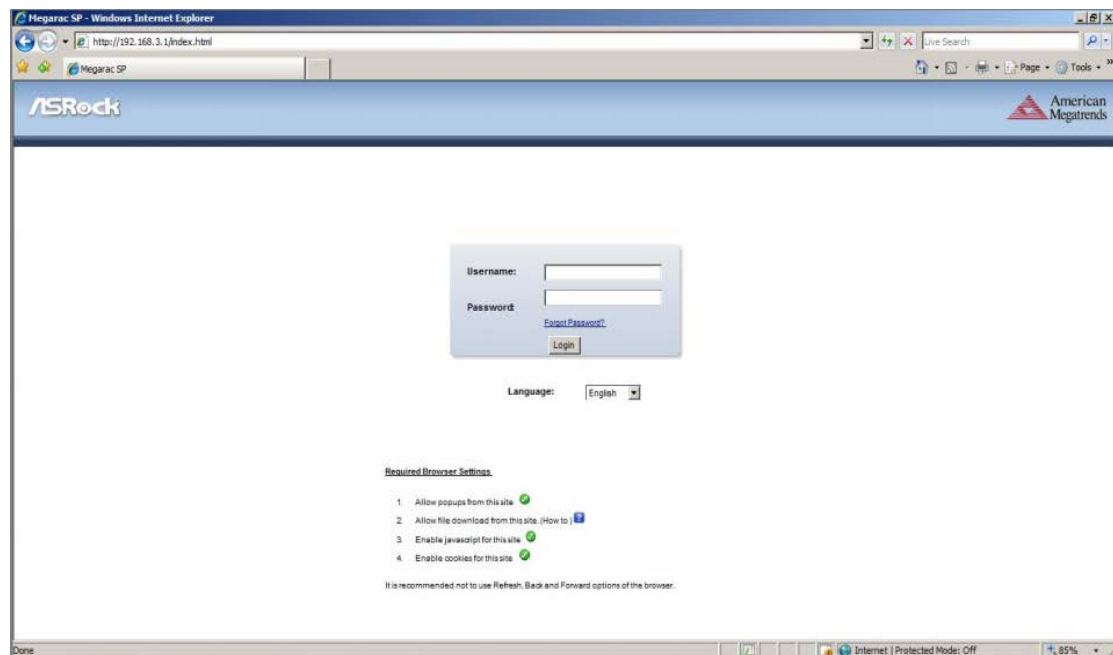 Megarac SP - Windows Internet Explorer
http://192.168.3.1/index.html
Live Search
Megarac SP
Page
Tools
ASRock
American
Megatrends
Username:
Password:
Forgot Password?
Login
Language:
English
Required Browser Settings
1. Allow popups from this site
2. Allow file download from this site. (How to )
3. Enable javascript for this site
4. Enable cookies for this site
It is recommended not to use Refresh, Back and Forward options of the browser.
Done
Internet | Protected Mode: Off
85%